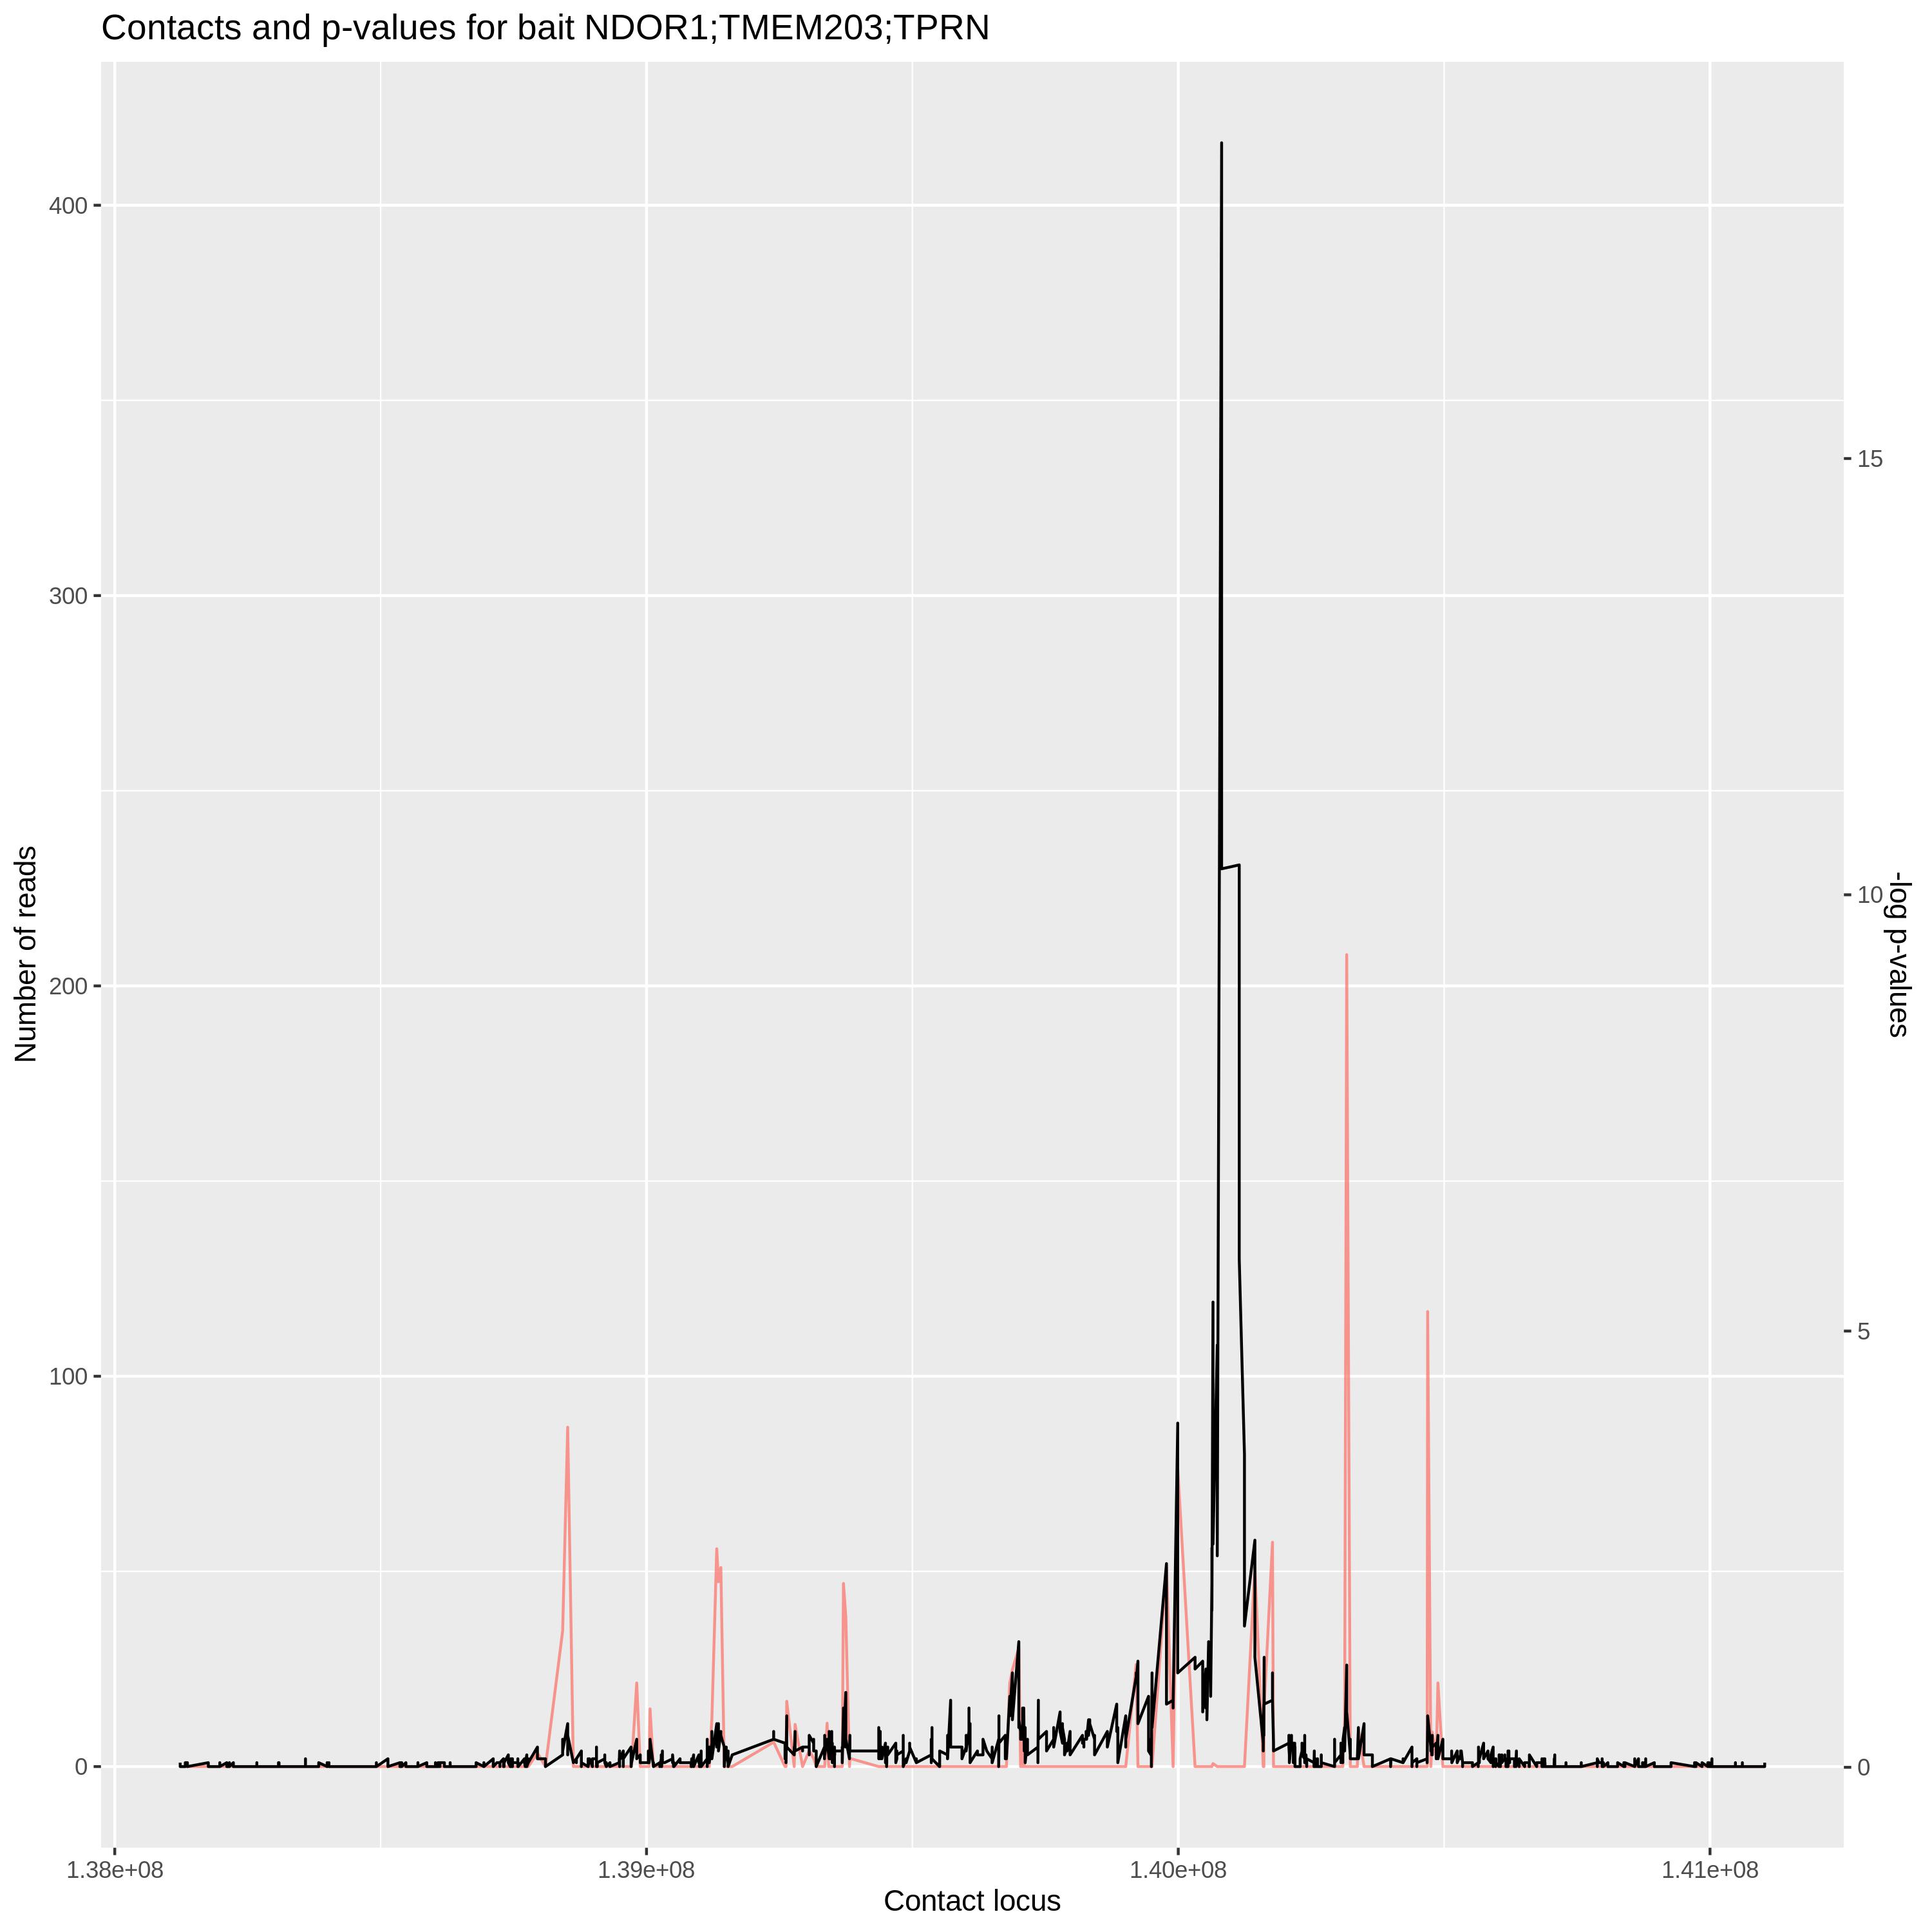 Contacts and p-values for bait NDOR1;TMEM203;TPRN
400
300
200
100
0
Number of reads
15
10
5
0
-log p-values
1.38e+08
1.39e+08
1.40e+08
1.41e+08
Contact locus